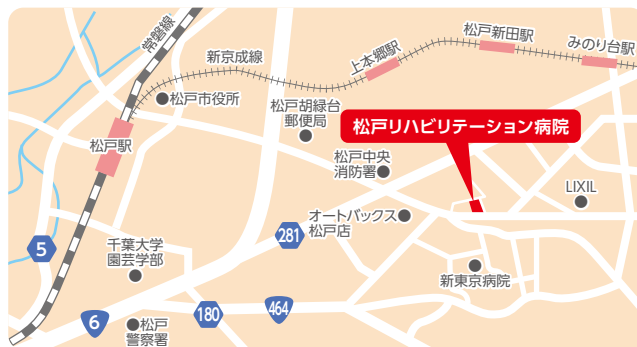 常磐線
新京成線
上本郷駅
松戸新田駅
みのり台駅
松戸市役所
松戸胡録台
郵便局
松戸リハビリテーション病院
松戸駅
松戸中央
消防署
LIXIL
オートバックス
松戸店
281
5
千葉大学
園芸学部
新東京病院
6
180
464
松戸
警察署